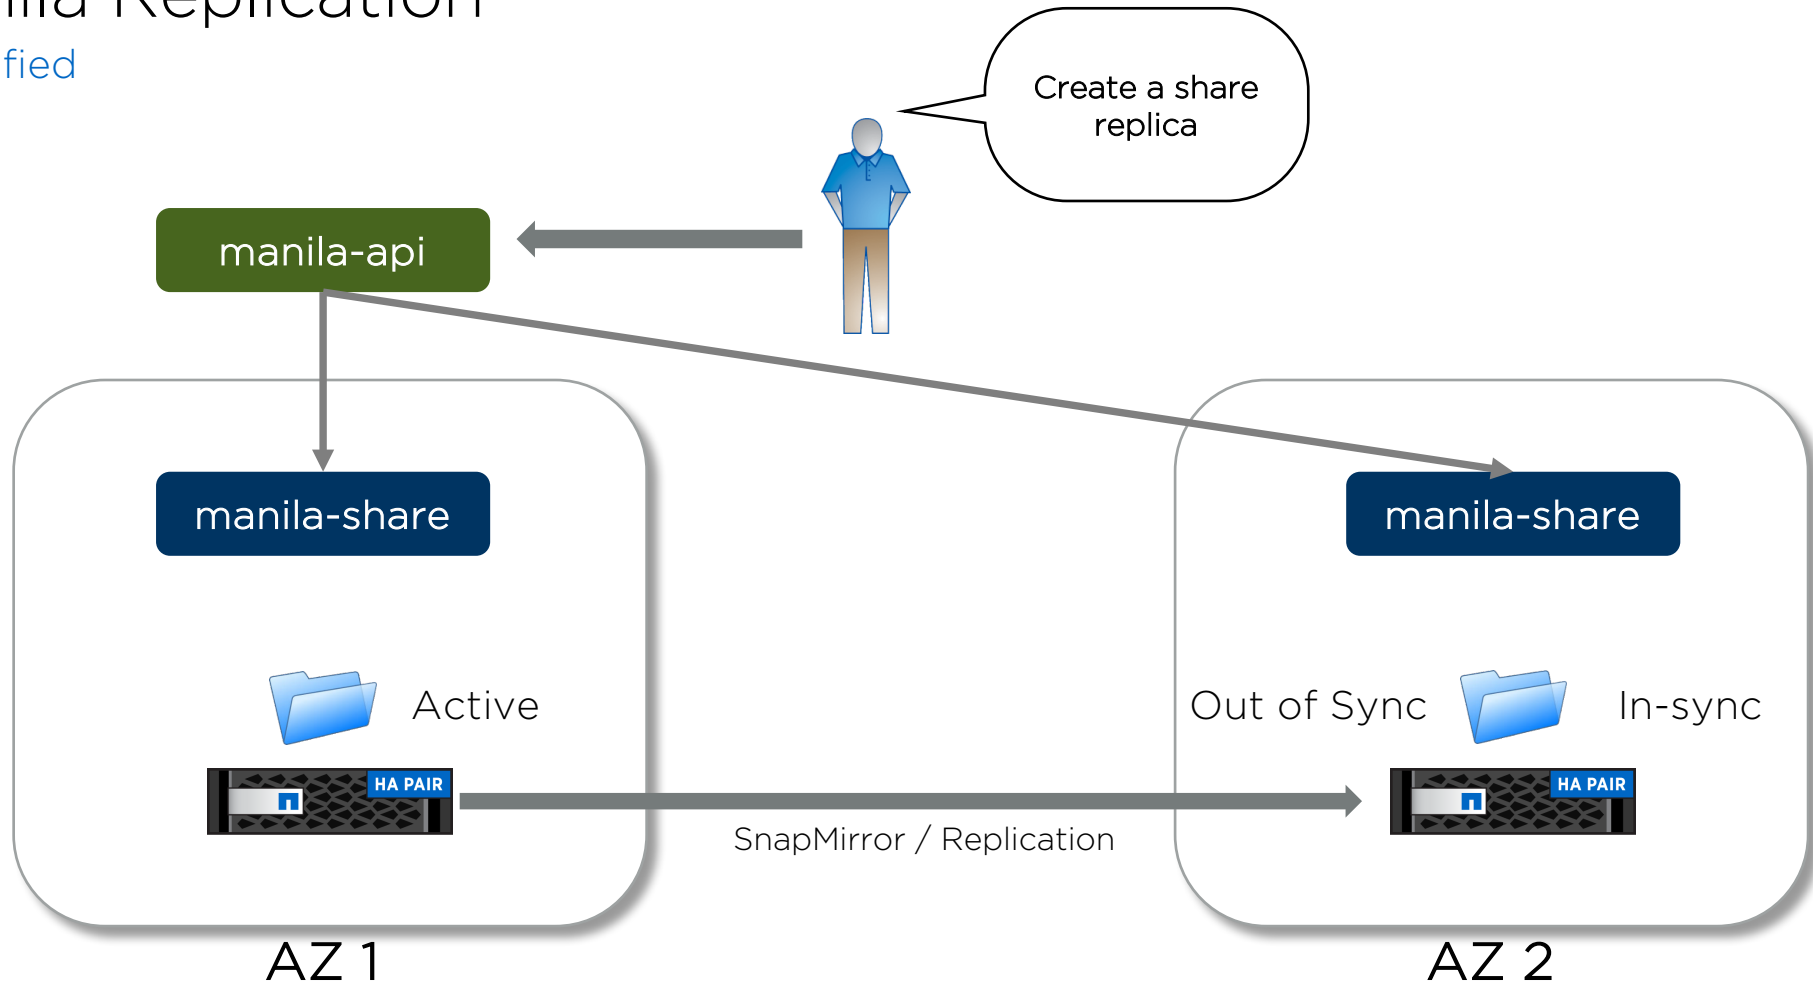 Replication
Create a share
replica
manila-api
manila-share
manila-share
Active
Out of Sync
In-sync
HA PAIR
HA PAIR
SnapMirror / Replication
AZ 1
AZ 2